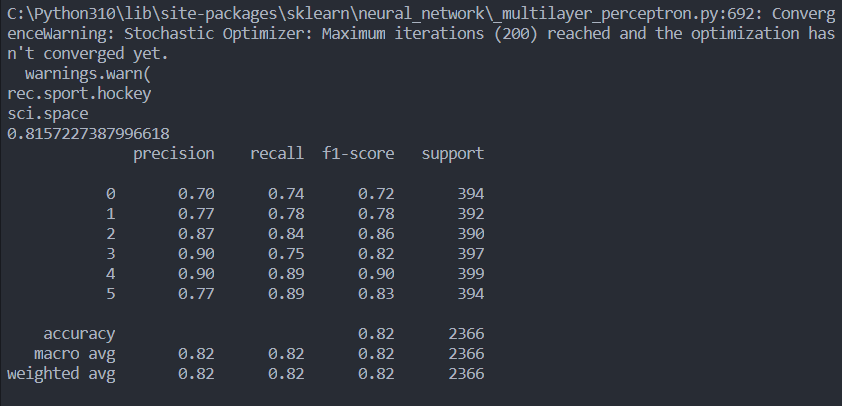 C:\Python310\lib\site-packages\sklearn\neural_network\_multilayer_perceptron.py:692: Converg
enceWarning: Stochastic Optimizer: Maximum iterations (200) reached and the optimization has
n't converged yet.
  warnings.warn(
rec.sport.hockey
sci.space
0.8157227387996618
              precision    recall  f1-score   support

           0       0.70      0.74      0.72       394
           1       0.77      0.78      0.78       392
           2       0.87      0.84      0.86       390
           3       0.90      0.75      0.82       397
           4       0.90      0.89      0.90       399
           5       0.77      0.89      0.83       394

    accuracy                           0.82      2366
   macro avg       0.82      0.82      0.82      2366
weighted avg       0.82      0.82      0.82      2366